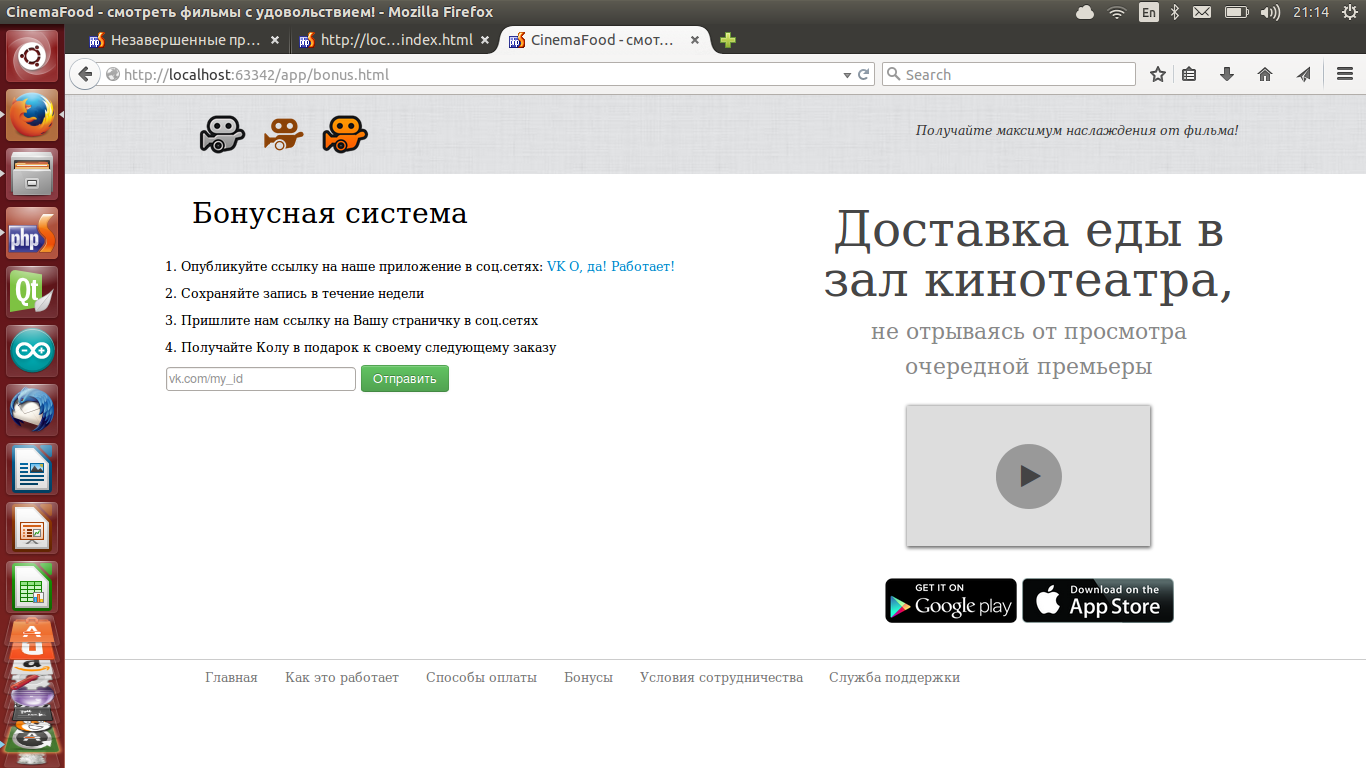 CinemaFood - смотреть фильмы с удовольствием! - Mozilla Firefox
En
21:14
Незавершенные пр...
http://loc...index.html
CinemaFood - смот...
http://localhost:63342/app/bonus.html
Search
Получайте максимум наслаждения от фильма!
Бонусная система
1. Опубликуйте ссылку на наше приложение в соц.сетях: VK О, да! Работает!
2. Сохраняйте запись в течение недели
3. Пришлите нам ссылку на Вашу страничку в соц.сетях
4. Получайте Колу в подарок к своему следующему заказу
vk.com/my_id
Отправить
Доставка еды в
зал кинотеатра,
не отрываясь от просмотра
очередной премьеры
GET IT ON
Google play
Download on the
App Store
Главная
Как это работает
Способы оплаты
Бонусы
Условия сотрудничества
Служба поддержки
php
Qt